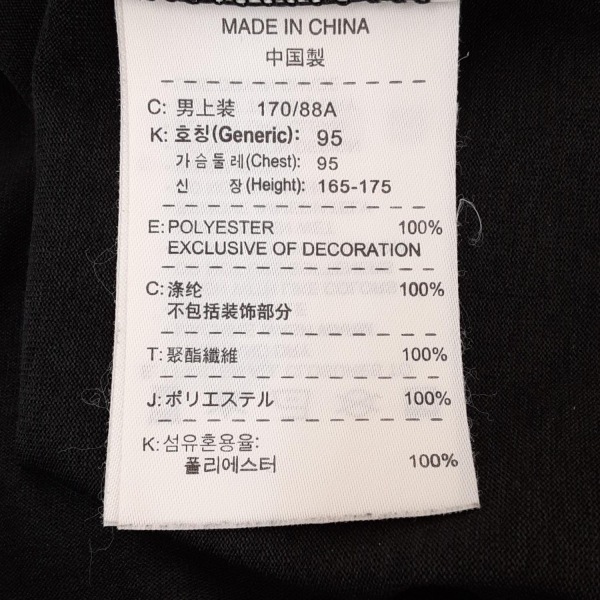 MADE IN CHINA
中国製
C: 男上装 170/88A
K: 호칭(Generic): 95
가슴둘레(Chest): 95
신 장(Height): 165-175
E: POLYESTER 100%
EXCLUSIVE OF DECORATION
C: 涤纶 100%
不包括装饰部分
T: 聚酯纖維 100%
J: ポリエステル 100%
K: 섬유혼용율:
폴리에스터 100%